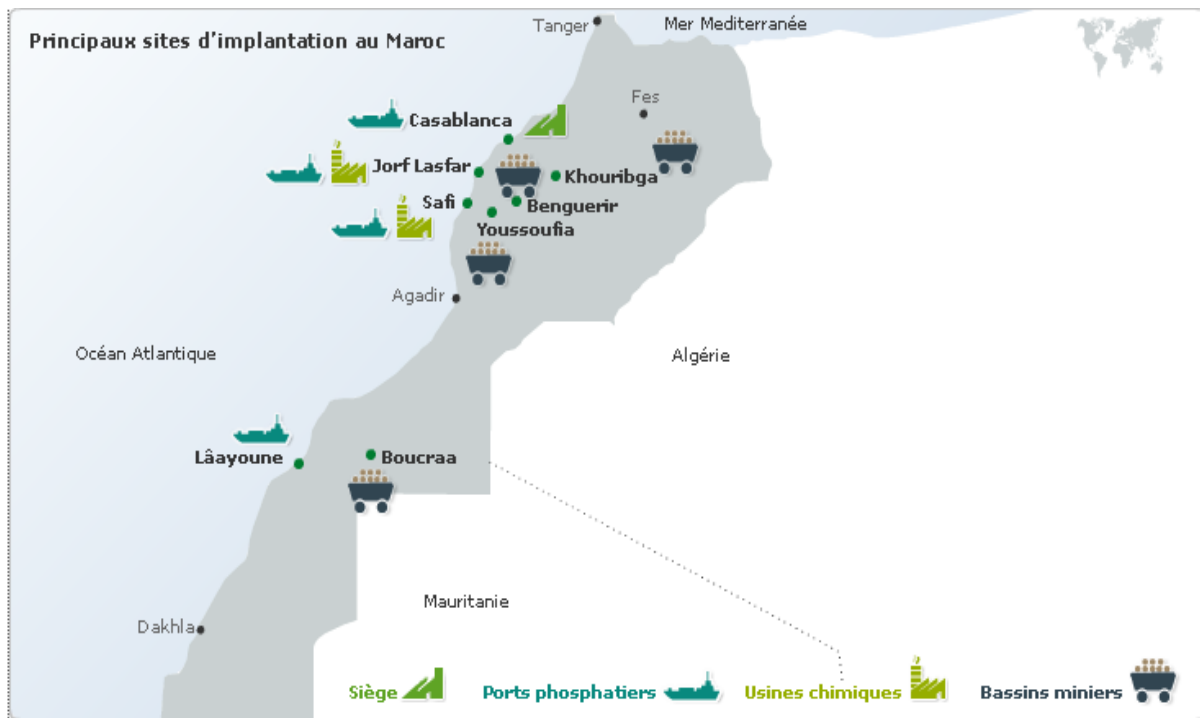 Principaux sites d'implantation au Maroc
Tanger
Mer Mediterranée
Fes
Casablanca
Jorf Lasfar
Khouribga
Safi
Benguerir
Youssoufia
Agadir
Océan Atlantique
Algérie
Lâayoune
Boucraa
Mauritanie
Dakhla
Siège
Ports phosphatiers
Usines chimiques
Bassins miniers